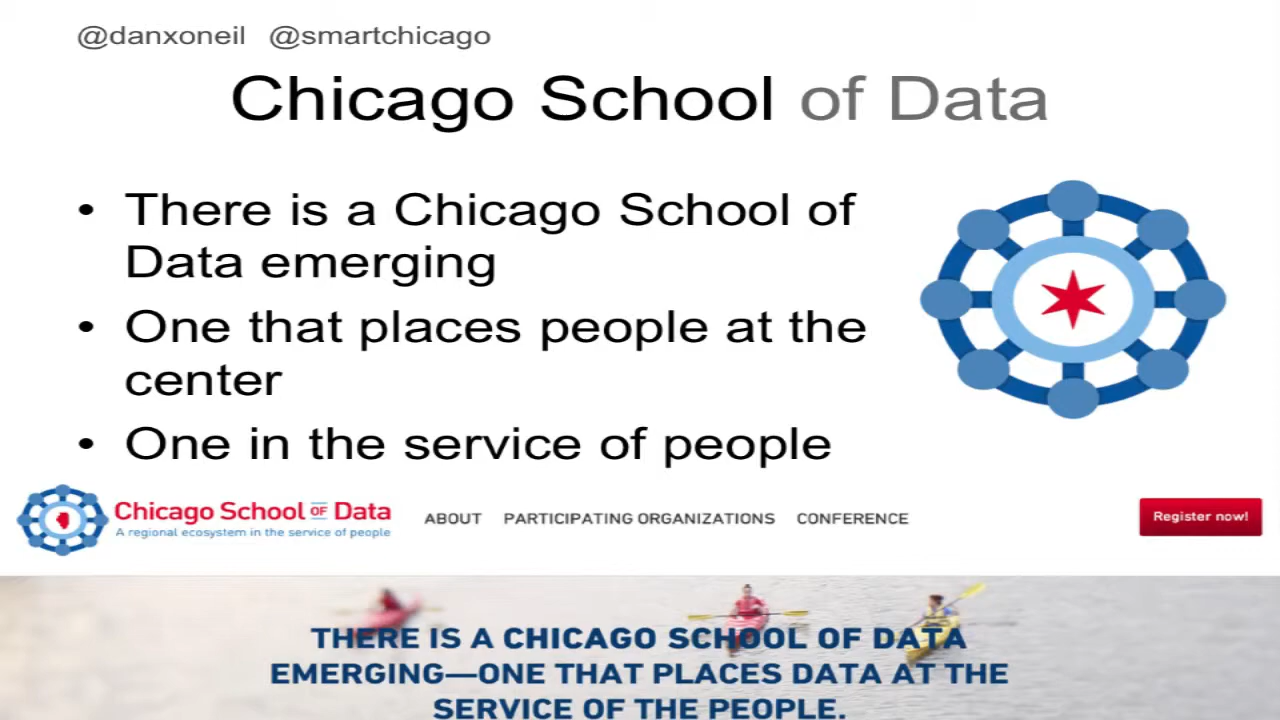 @danxoneil @smartchicago
Chicago School of Data
• There is a Chicago School of
Data emerging
• One that places people at the
center
• One in the service of people
Chicago School OF Data
A regional ecosystem in the service of people
ABOUT PARTICIPATING ORGANIZATIONS CONFERENCE
Register now!
THERE IS A CHICAGO SCHOOL OF DATA
EMERGING—ONE THAT PLACES DATA AT THE
SERVICE OF THE PEOPLE.